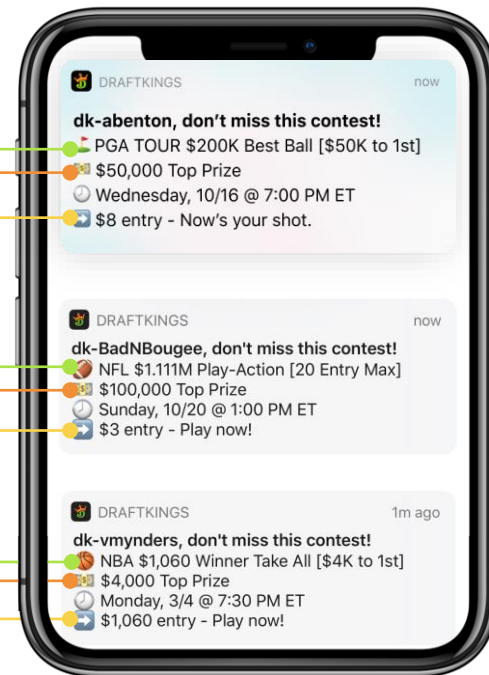 DRAFTKINGS now
dk-abenton, don’t miss this contest!
PGA TOUR $200K Best Ball [$50K to 1st]
$50,000 Top Prize
Wednesday, 10/16 @ 7:00 PM ET
$8 entry - Now’s your shot.
DRAFTKINGS now
dk-BadNBougee, don't miss this contest!
NFL $1.111M Play-Action [20 Entry Max]
$100,000 Top Prize
Sunday, 10/20 @ 1:00 PM ET
$3 entry - Play now!
DRAFTKINGS 1m ago
dk-vmynders, don't miss this contest!
NBA $1,060 Winner Take All [$4K to 1st]
$4,000 Top Prize
Monday, 3/4 @ 7:30 PM ET
$1,060 entry - Play now!